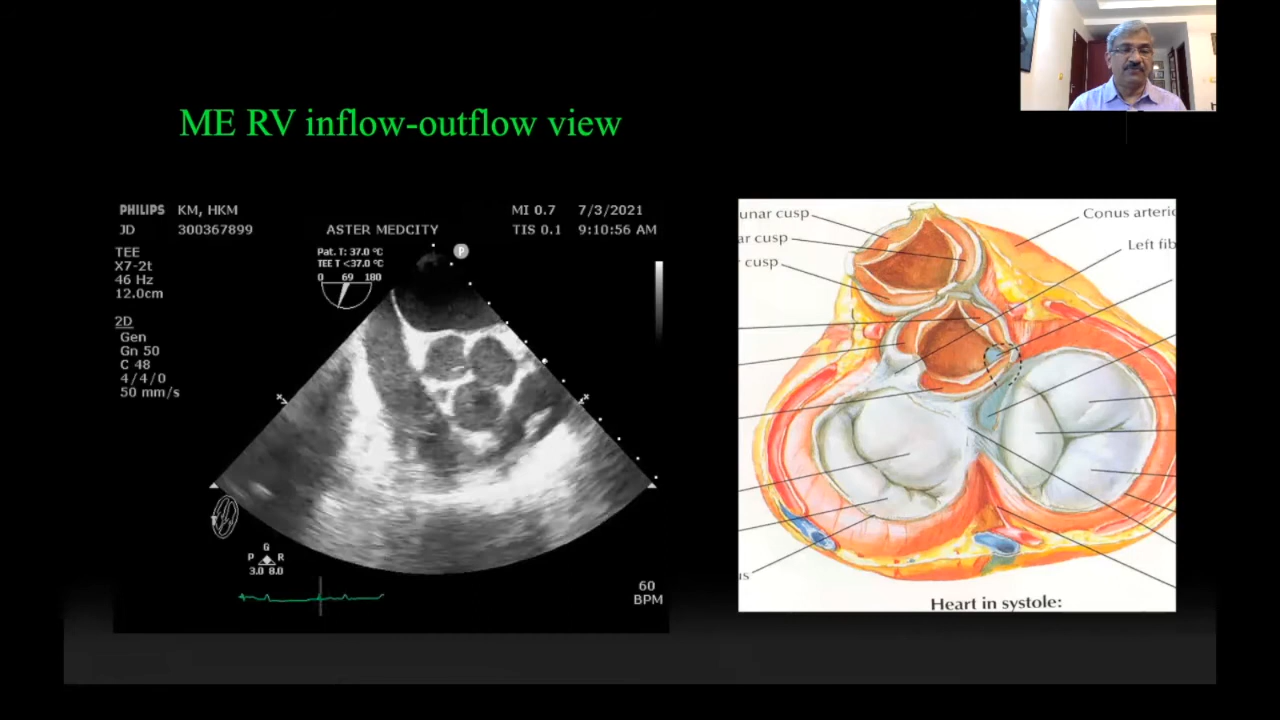 ME RV inflow-outflow view
PHILIPS KM, HKM MI 0.7 7/3/2021
JD 300367899 ASTER MEDCITY TIS 0.1 9:10:56 AM
P
TEE
X7-2t
46 Hz
12.0cm
Pat. T: 37.0 °C
TEE T <37.0 °C
0 69 180
2D
Gen
Gn 50
C 48
4/4/0
50 mm/s
G
P R
3.0 8.0
60
BPM
unar cusp
ar cusp
cusp
Conus arteric
Left fib
us
Heart in systole: